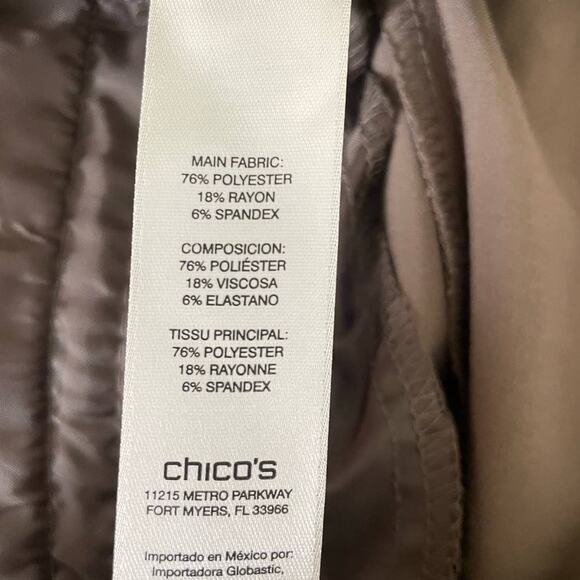 MAIN FABRIC:
76% POLYESTER
18% RAYON
6% SPANDEX
COMPOSICION:
76% POLIÉSTER
18% VISCOSA
6% ELASTANO
TISSU PRINCIPAL:
76% POLYESTER
18% RAYONNE
6% SPANDEX
chico's
11215 METRO PARKWAY
FORT MYERS, FL 33966
Importado en México por:
Importadora Globastic,